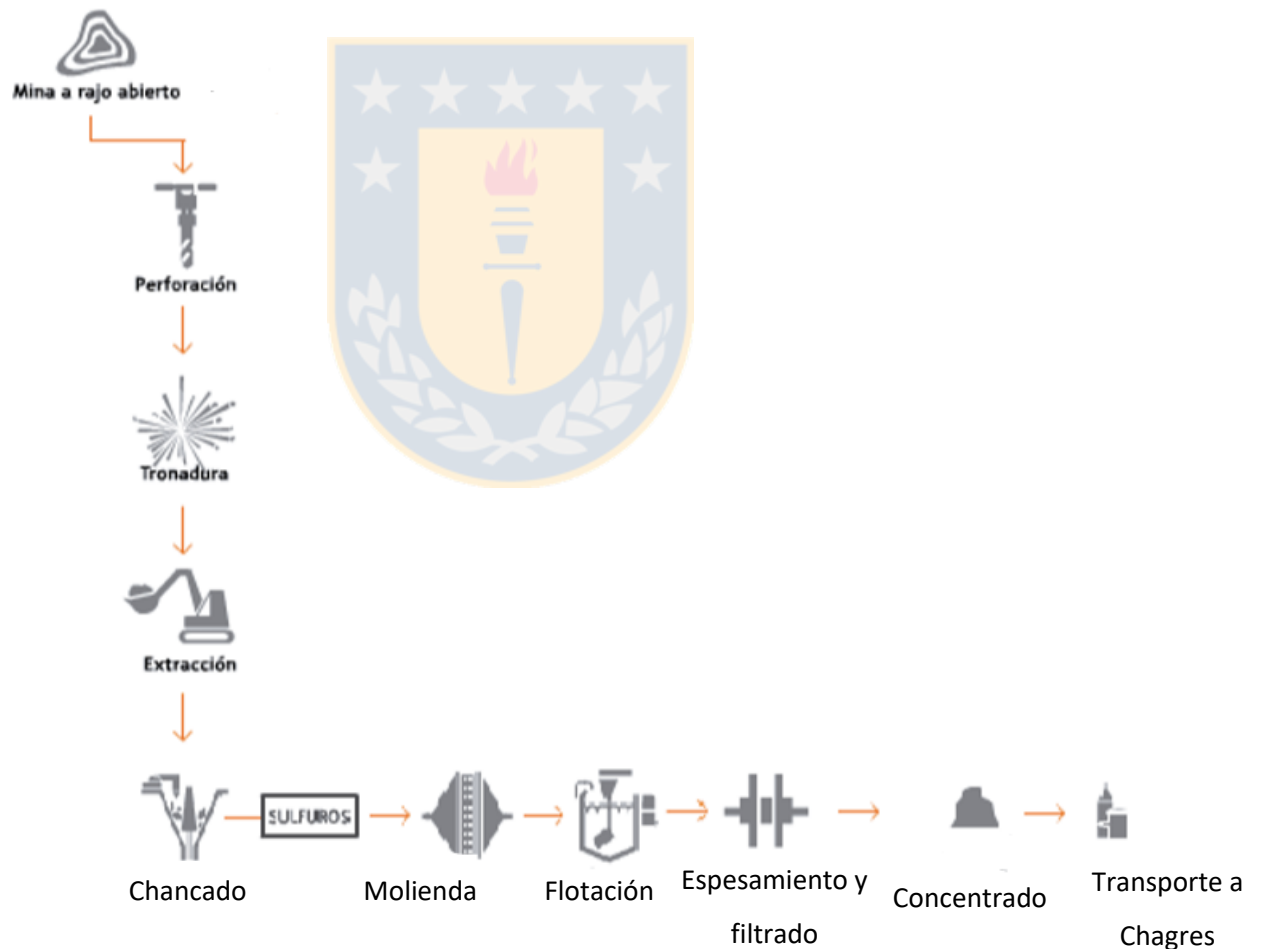 Mina a rajo abierto
Perforación
Tronadura
Extracción
SULFUROS
Chancado
Molienda
Flotación
Espesamiento y
filtrado
Concentrado
Transporte a
Chagres